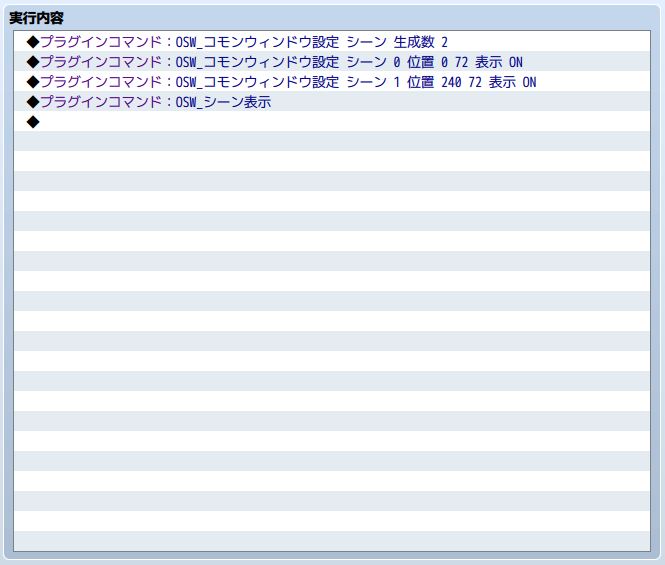 実行内容
◆プラグインコマンド：OSW_コモンウィンドウ設定 シーン 生成数 2
◆プラグインコマンド：OSW_コモンウィンドウ設定 シーン 0 位置 0 72 表示 ON
◆プラグインコマンド：OSW_コモンウィンドウ設定 シーン 1 位置 240 72 表示 ON
◆プラグインコマンド：OSW_シーン表示
◆